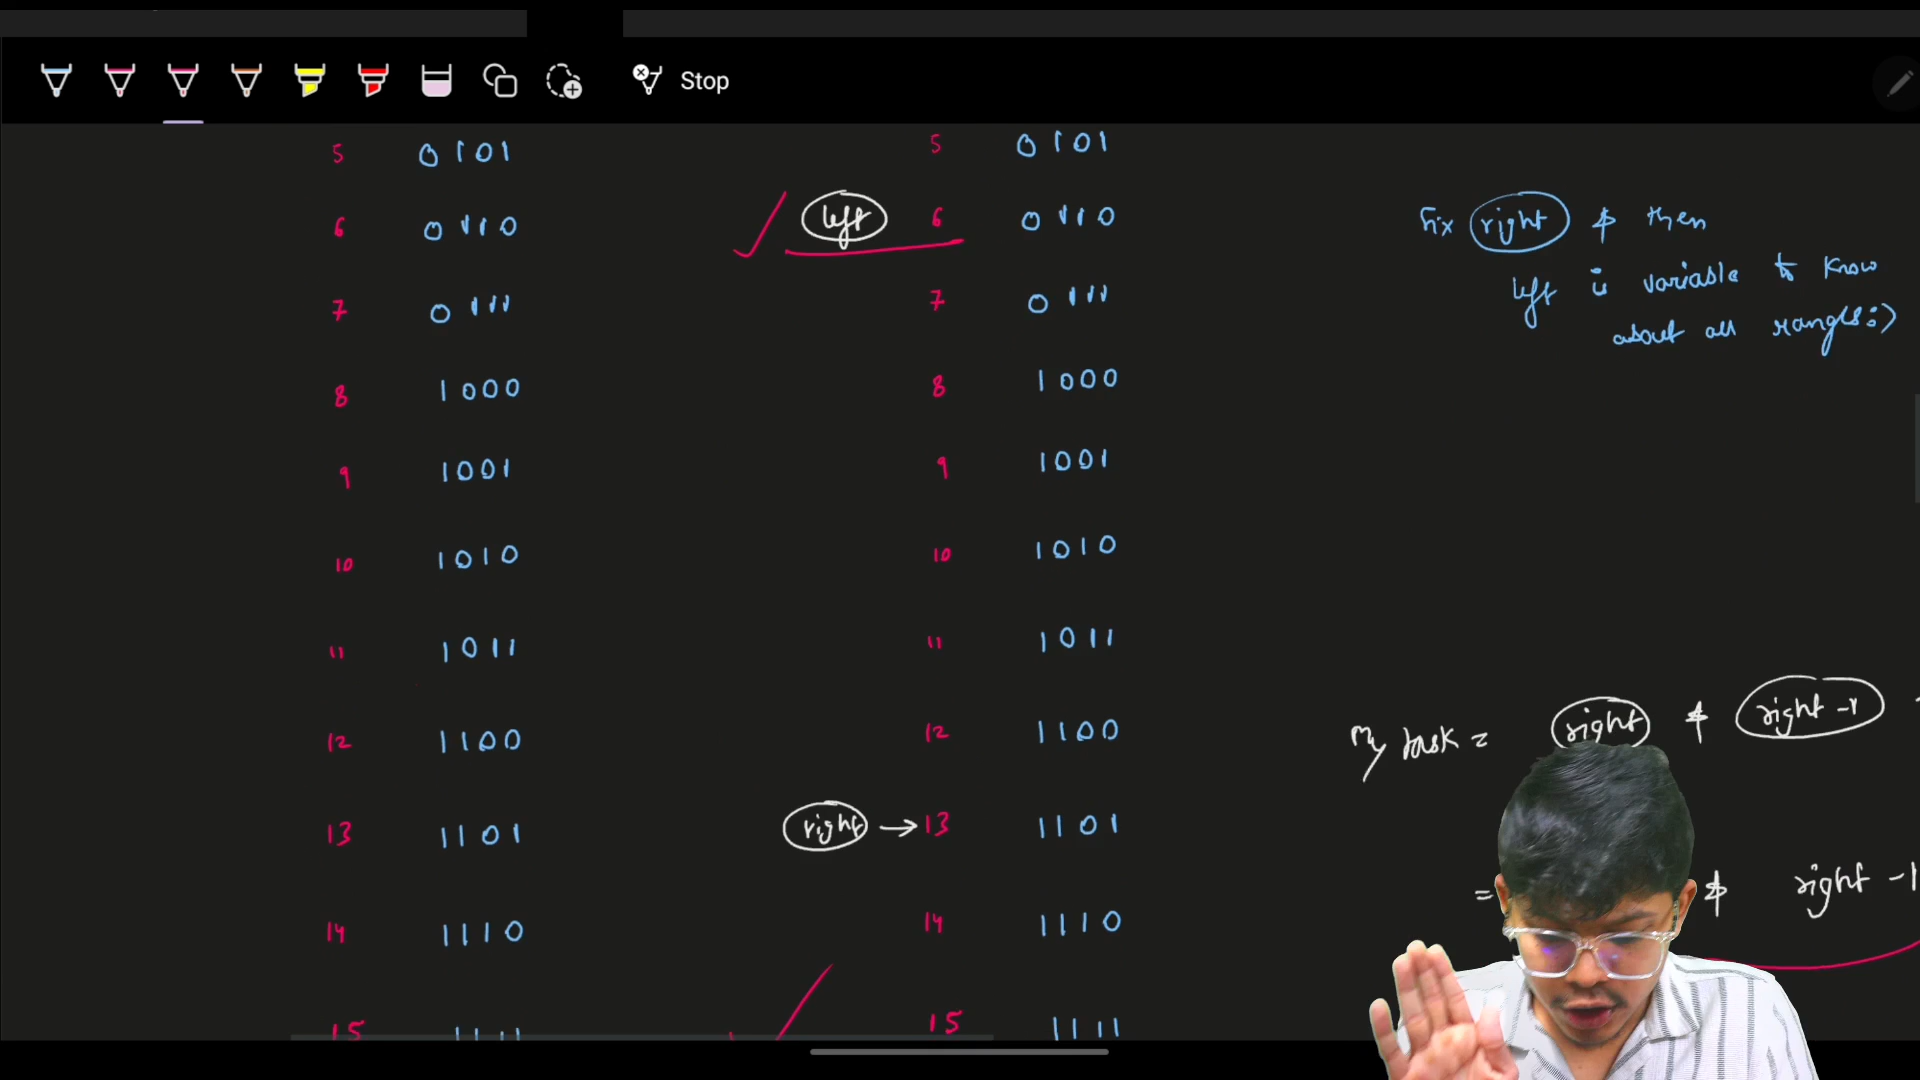 Stop
5 0101
6 0110
7 0111
8 1000
9 1001
10 1010
11 1011
12 1100
13 1101
14 1110
15 1111
5 0101
left 6 0110
7 0111
8 1000
9 1001
10 1010
11 1011
12 1100
right → 13 1101
14 1110
15 1111
fix right & then
left is variable to know
about all ranges:)
My task = right & right -1
= & right -1